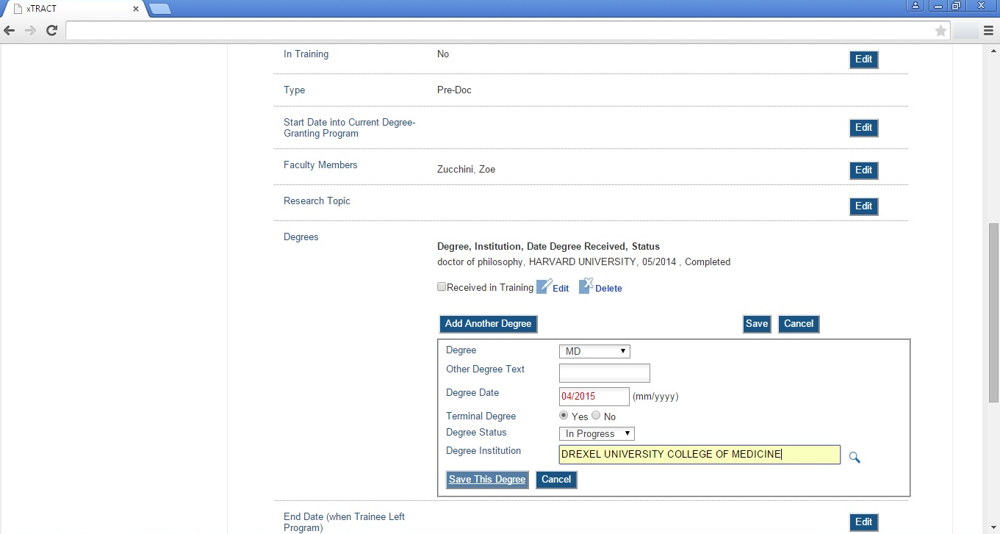 xTRACT
In Training No Edit
Type Pre-Doc
Start Date into Current Degree-
Granting Program Edit
Faculty Members Zucchini, Zoe Edit
Research Topic Edit
Degrees
Degree, Institution, Date Degree Received, Status
doctor of philosophy, HARVARD UNIVERSITY, 05/2014 , Completed
Received in Training Edit Delete
Add Another Degree Save Cancel
Degree MD
Other Degree Text
Degree Date 04/2015 (mm/yyyy)
Terminal Degree Yes No
Degree Status In Progress
Degree Institution DREXEL UNIVERSITY COLLEGE OF MEDICINE
Save This Degree Cancel
End Date (when Trainee Left
Program) Edit